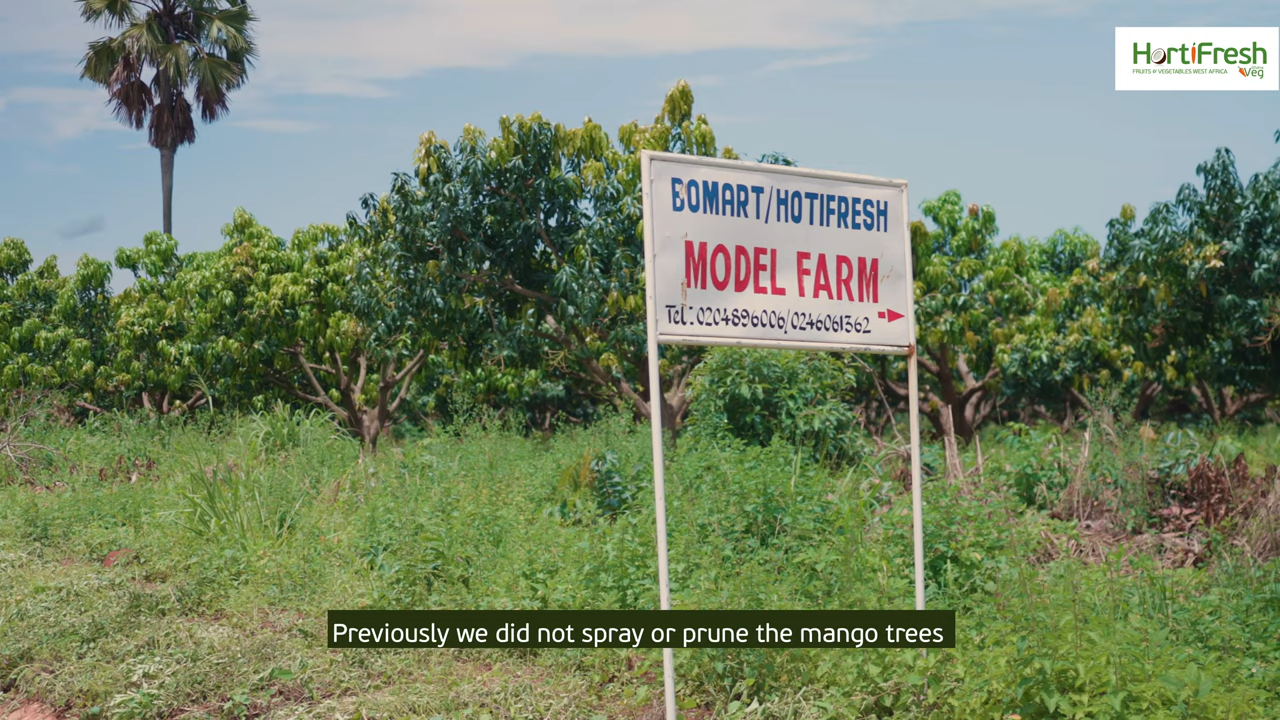 HortiFresh
FRUITS & VEGETABLES WEST AFRICA
Veg
BOMART/HOTIFRESH
MODEL FARM
Tel: 0204896006/0246061362
Previously we did not spray or prune the mango trees